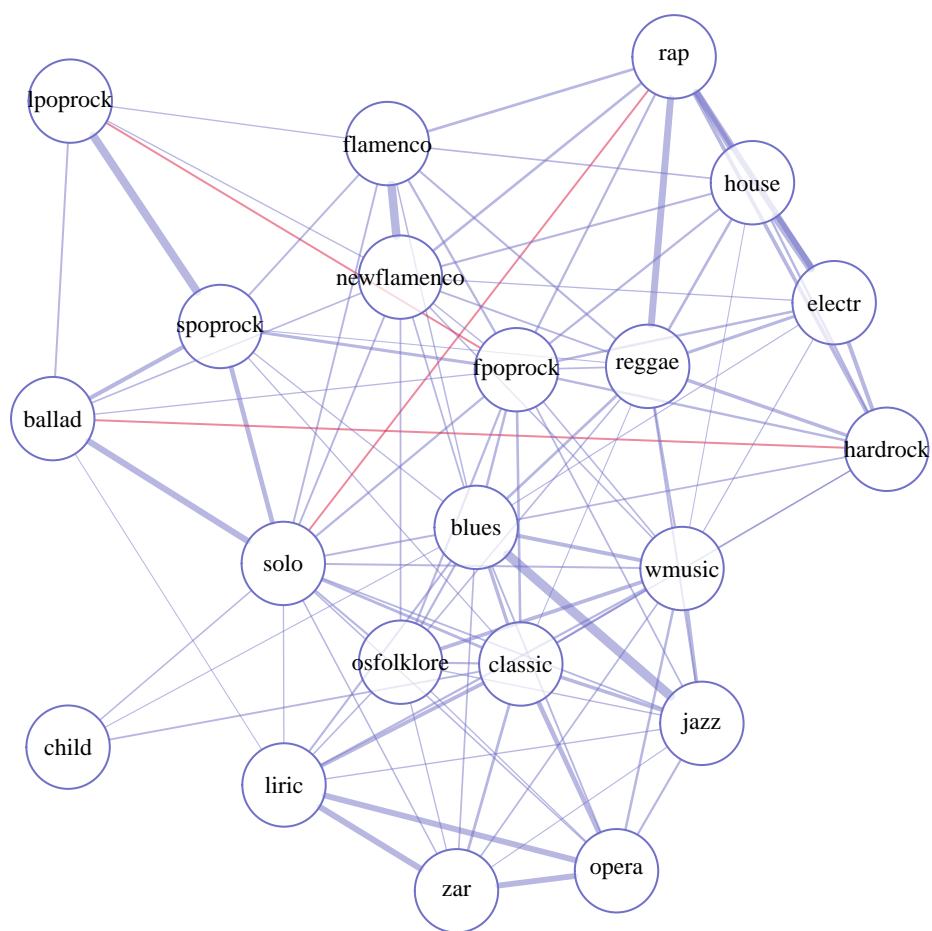 rap
lpoprock
flamenco
house
newflamenco
electr
spoprock
fpoprock
reggae
ballad
hardrock
blues
solo
wmusic
osfolklore
classic
jazz
child
liric
opera
zar